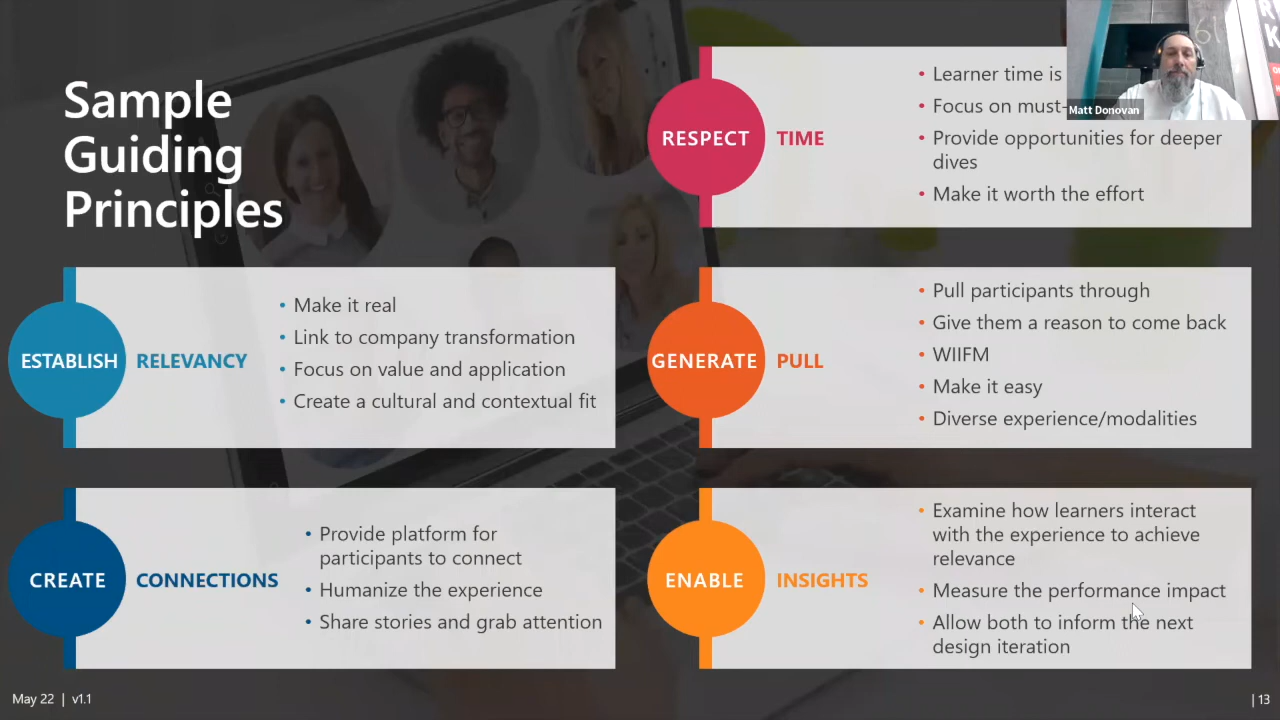 Sample
Guiding
Principles
RESPECT TIME
• Learner time is
• Focus on must-
• Provide opportunities for deeper
dives
• Make it worth the effort
Matt Donovan
ESTABLISH RELEVANCY
• Make it real
• Link to company transformation
• Focus on value and application
• Create a cultural and contextual fit
GENERATE PULL
• Pull participants through
• Give them a reason to come back
• WIIFM
• Make it easy
• Diverse experience/modalities
CREATE CONNECTIONS
• Provide platform for
participants to connect
• Humanize the experience
• Share stories and grab attention
ENABLE INSIGHTS
• Examine how learners interact
with the experience to achieve
relevance
• Measure the performance impact
• Allow both to inform the next
design iteration
May 22 | v1.1
| 13